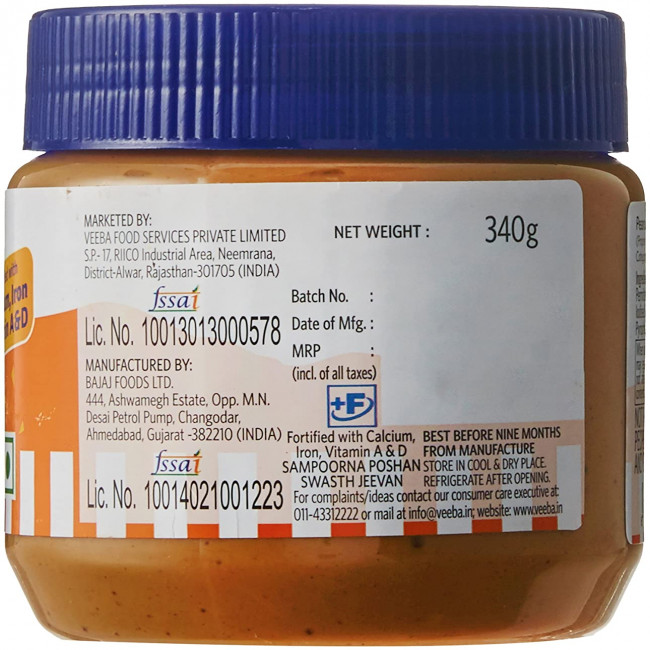 MARKETED BY:
VEEBA FOOD SERVICES PRIVATE LIMITED
S.P.- 17, RIICO Industrial Area, Neemrana,
District-Alwar, Rajasthan-301705 (INDIA)
fssai
Lic. No. 10013013000578
MANUFACTURED BY:
BAJAJ FOODS LTD.
444, Ashwamegh Estate, Opp. M.N.
Desai Petrol Pump, Changodar,
Ahmedabad, Gujarat -382210 (INDIA)
fssai
Lic. No. 10014021001223
NET WEIGHT : 340g
Batch No. :
Date of Mfg. :
MRP :
(incl. of all taxes)
+F
Fortified with Calcium,
Iron, Vitamin A & D
SAMPOORNA POSHAN
SWASTH JEEVAN
BEST BEFORE NINE MONTHS
FROM MANUFACTURE
STORE IN COOL & DRY PLACE.
REFRIGERATE AFTER OPENING.
For complaints/ideas contact our consumer care executive at:
011-43312222 or mail at info@veeba.in; website: www.veeba.in
with
Iron
A & D